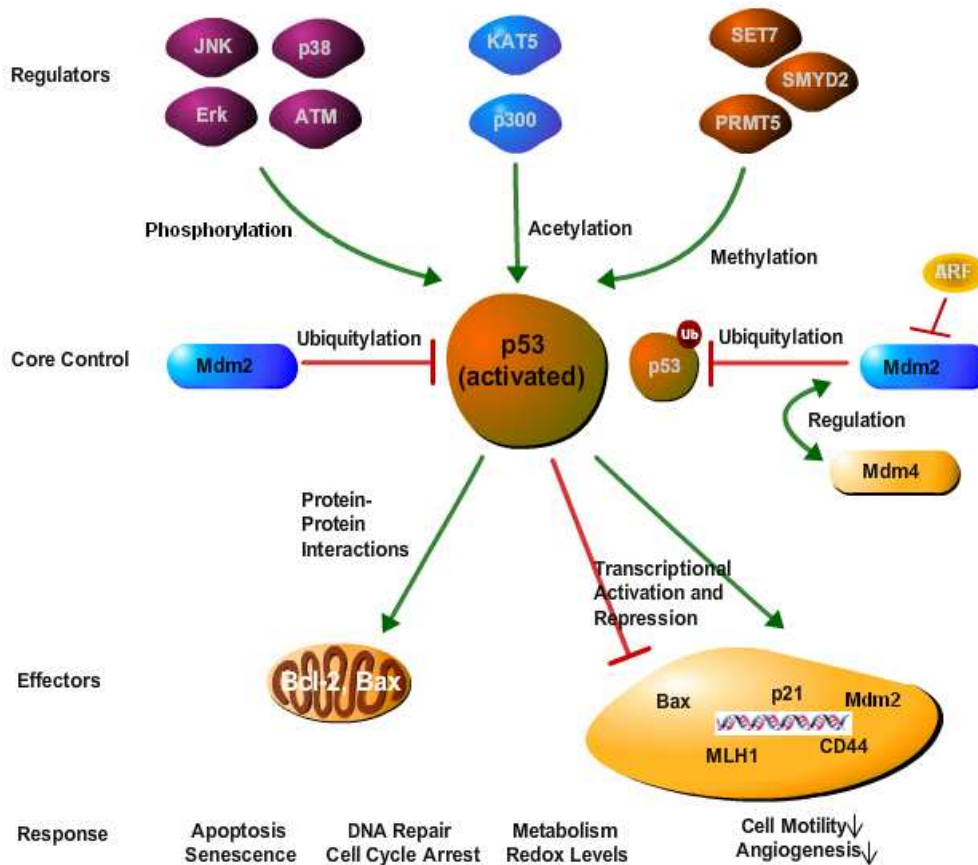 JNK
p38
KAT5
SET7
Regulators
SMYD2
Erk
ATM
p300
PRMT5
Phosphorylation
Acetylation
Methylation
ARF
Core Control
Mdm2
Ubiquitylation
p53
(activated)
p53
Ub
Ubiquitylation
Mdm2
Regulation
Mdm4
Protein-
Protein
Interactions
Transcriptional
Activation and
Repression
Effectors
Bcl-2, Bax
Bax
p21
Mdm2
MLH1
CD44
Response
Apoptosis
Senescence
DNA Repair
Cell Cycle Arrest
Metabolism
Redox Levels
Cell Motility↓
Angiogenesis↓